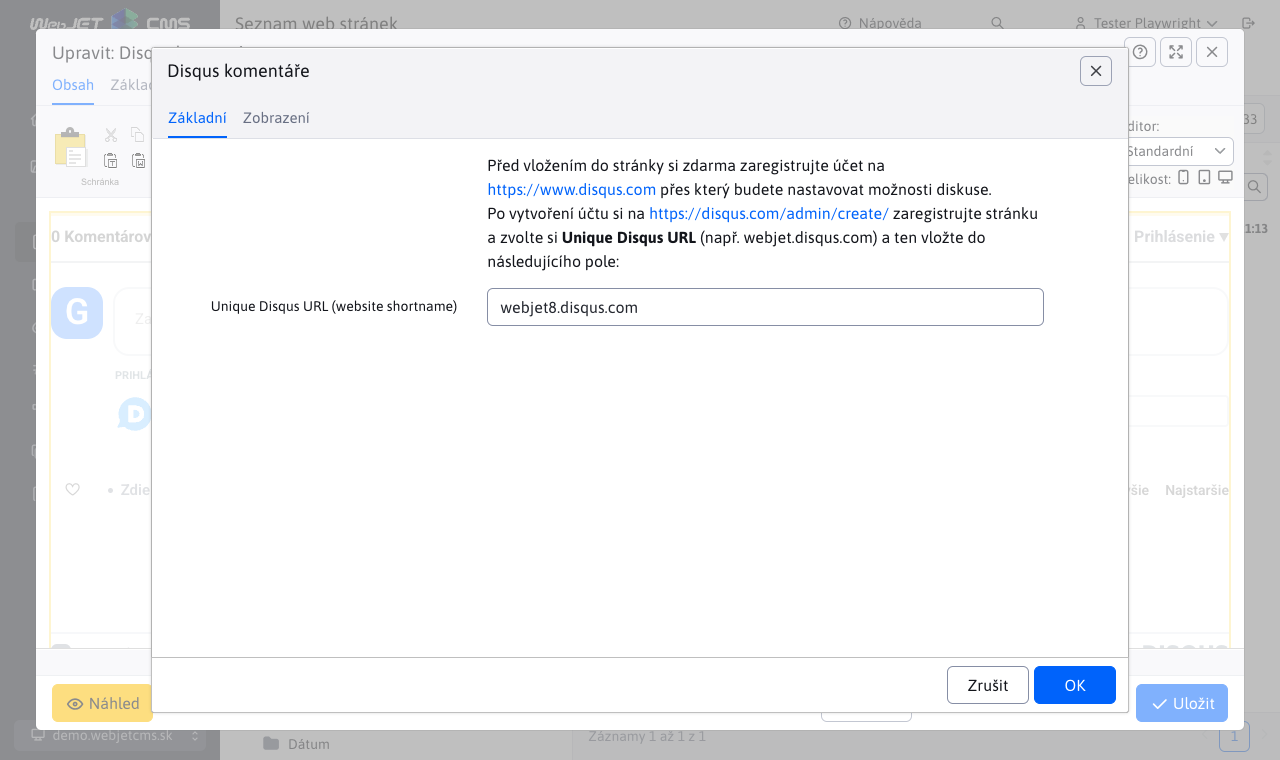 WebJET CMS
Seznam web stránek
Nápověda
Tester Playwright
Upravit: Disq
Obsah
Základ
Disqus komentáře
Základní
Zobrazení
Schránka
ditor:
Standardní
elikost:
33
1:13
Před vložením do stránky si zdarma zaregistrujte účet na
https://www.disqus.com přes který budete nastavovat možnosti diskuse.
Po vytvoření účtu si na https://disqus.com/admin/create/ zaregistrujte stránku
a zvolte si Unique Disqus URL (např. webjet.disqus.com) a ten vložte do
následujícího pole:
Unique Disqus URL (website shortname)
webjet8.disqus.com
0 Komentárov
Prihlásenie
G
Za
PRIHLÁ
D
Zdie
šie
Najstaršie
Zrušit
OK
Náhled
Uložit
demo.webjetcms.sk
Dátum
Záznamy 1 až 1 z 1
1